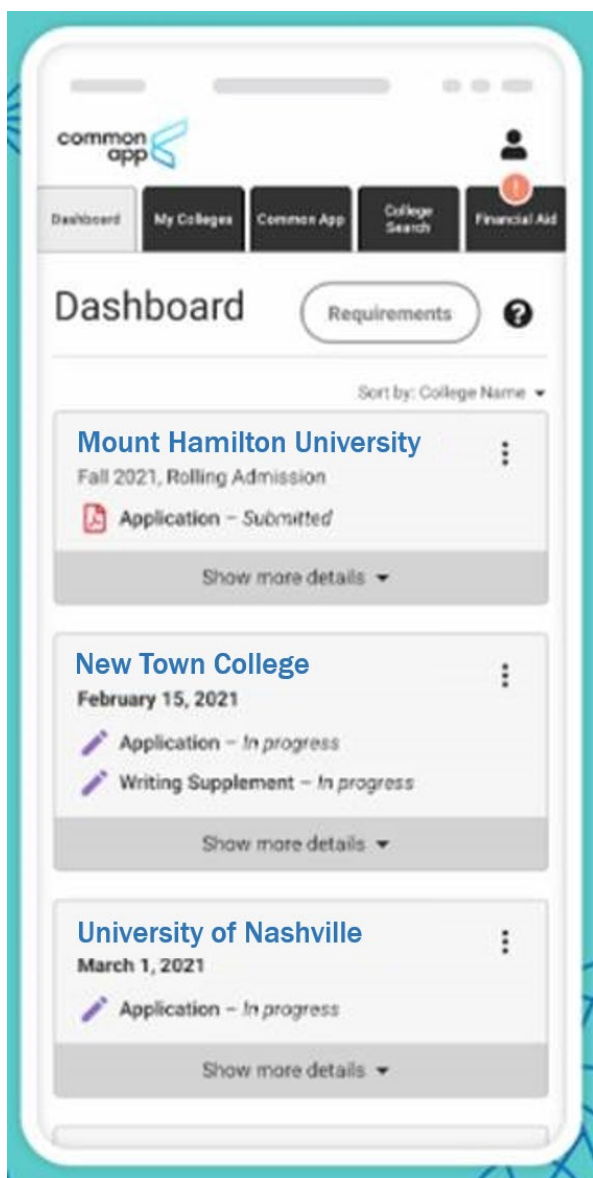 common
app
!
Dashboard
My Colleges
Common App
College
Search
Financial Aid
Dashboard
Requirements
?
Sort by: College Name
Mount Hamilton University
Fall 2021, Rolling Admission
Application – Submitted
Show more details
New Town College
February 15, 2021
Application – In progress
Writing Supplement – In progress
Show more details
University of Nashville
March 1, 2021
Application – In progress
Show more details